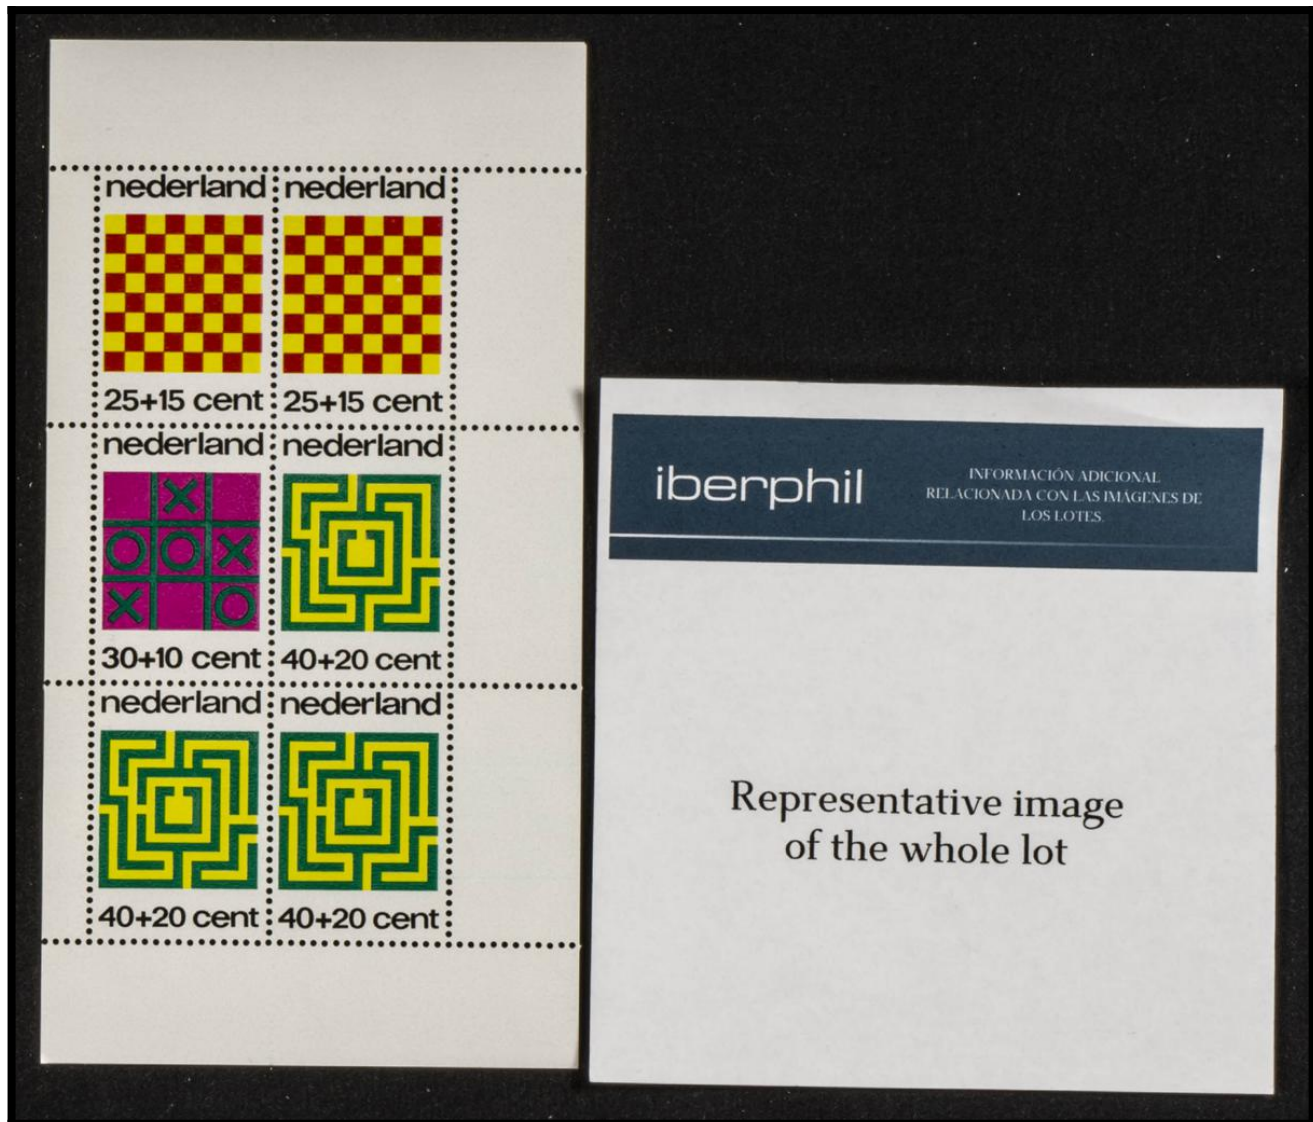 nederland nederland
25+15 cent 25+15 cent
nederland nederland
X
O O X
X O
30+10 cent 40+20 cent
nederland nederland
40+20 cent 40+20 cent
iberphil
INFORMACIÓN ADICIONAL
RELACIONADA CON LAS IMÁGENES DE
LOS LOTES.
Representative image
of the whole lot